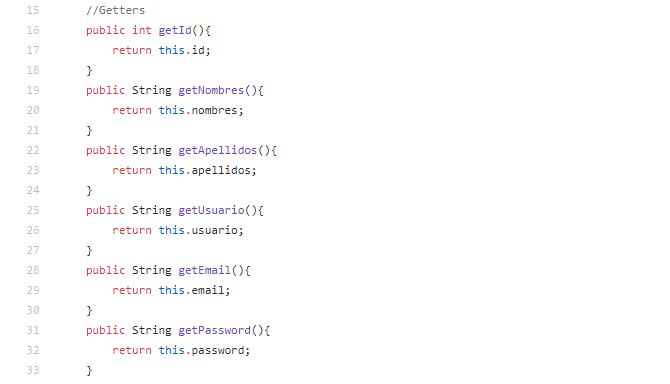 15 //Getters
16 public int getId(){
17 return this.id;
18 }
19 public String getNombres(){
20 return this.nombres;
21 }
22 public String getApellidos(){
23 return this.apellidos;
24 }
25 public String getUsuario(){
26 return this.usuario;
27 }
28 public String getEmail(){
29 return this.email;
30 }
31 public String getPassword(){
32 return this.password;
33 }